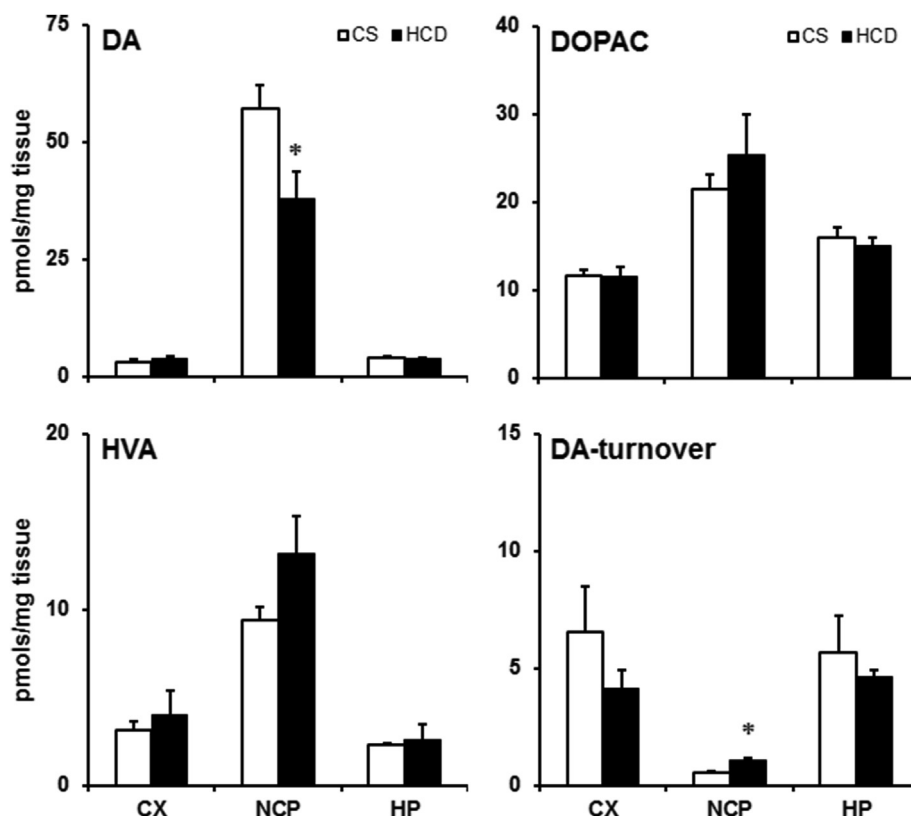 DA
CS HCD
pmols/mg tissue
75
50
25
0
*
DOPAC
CS HCD
40
30
20
10
0
HVA
pmols/mg tissue
20
10
0
CX NCP HP
DA-turnover
15
10
5
0
*
CX NCP HP